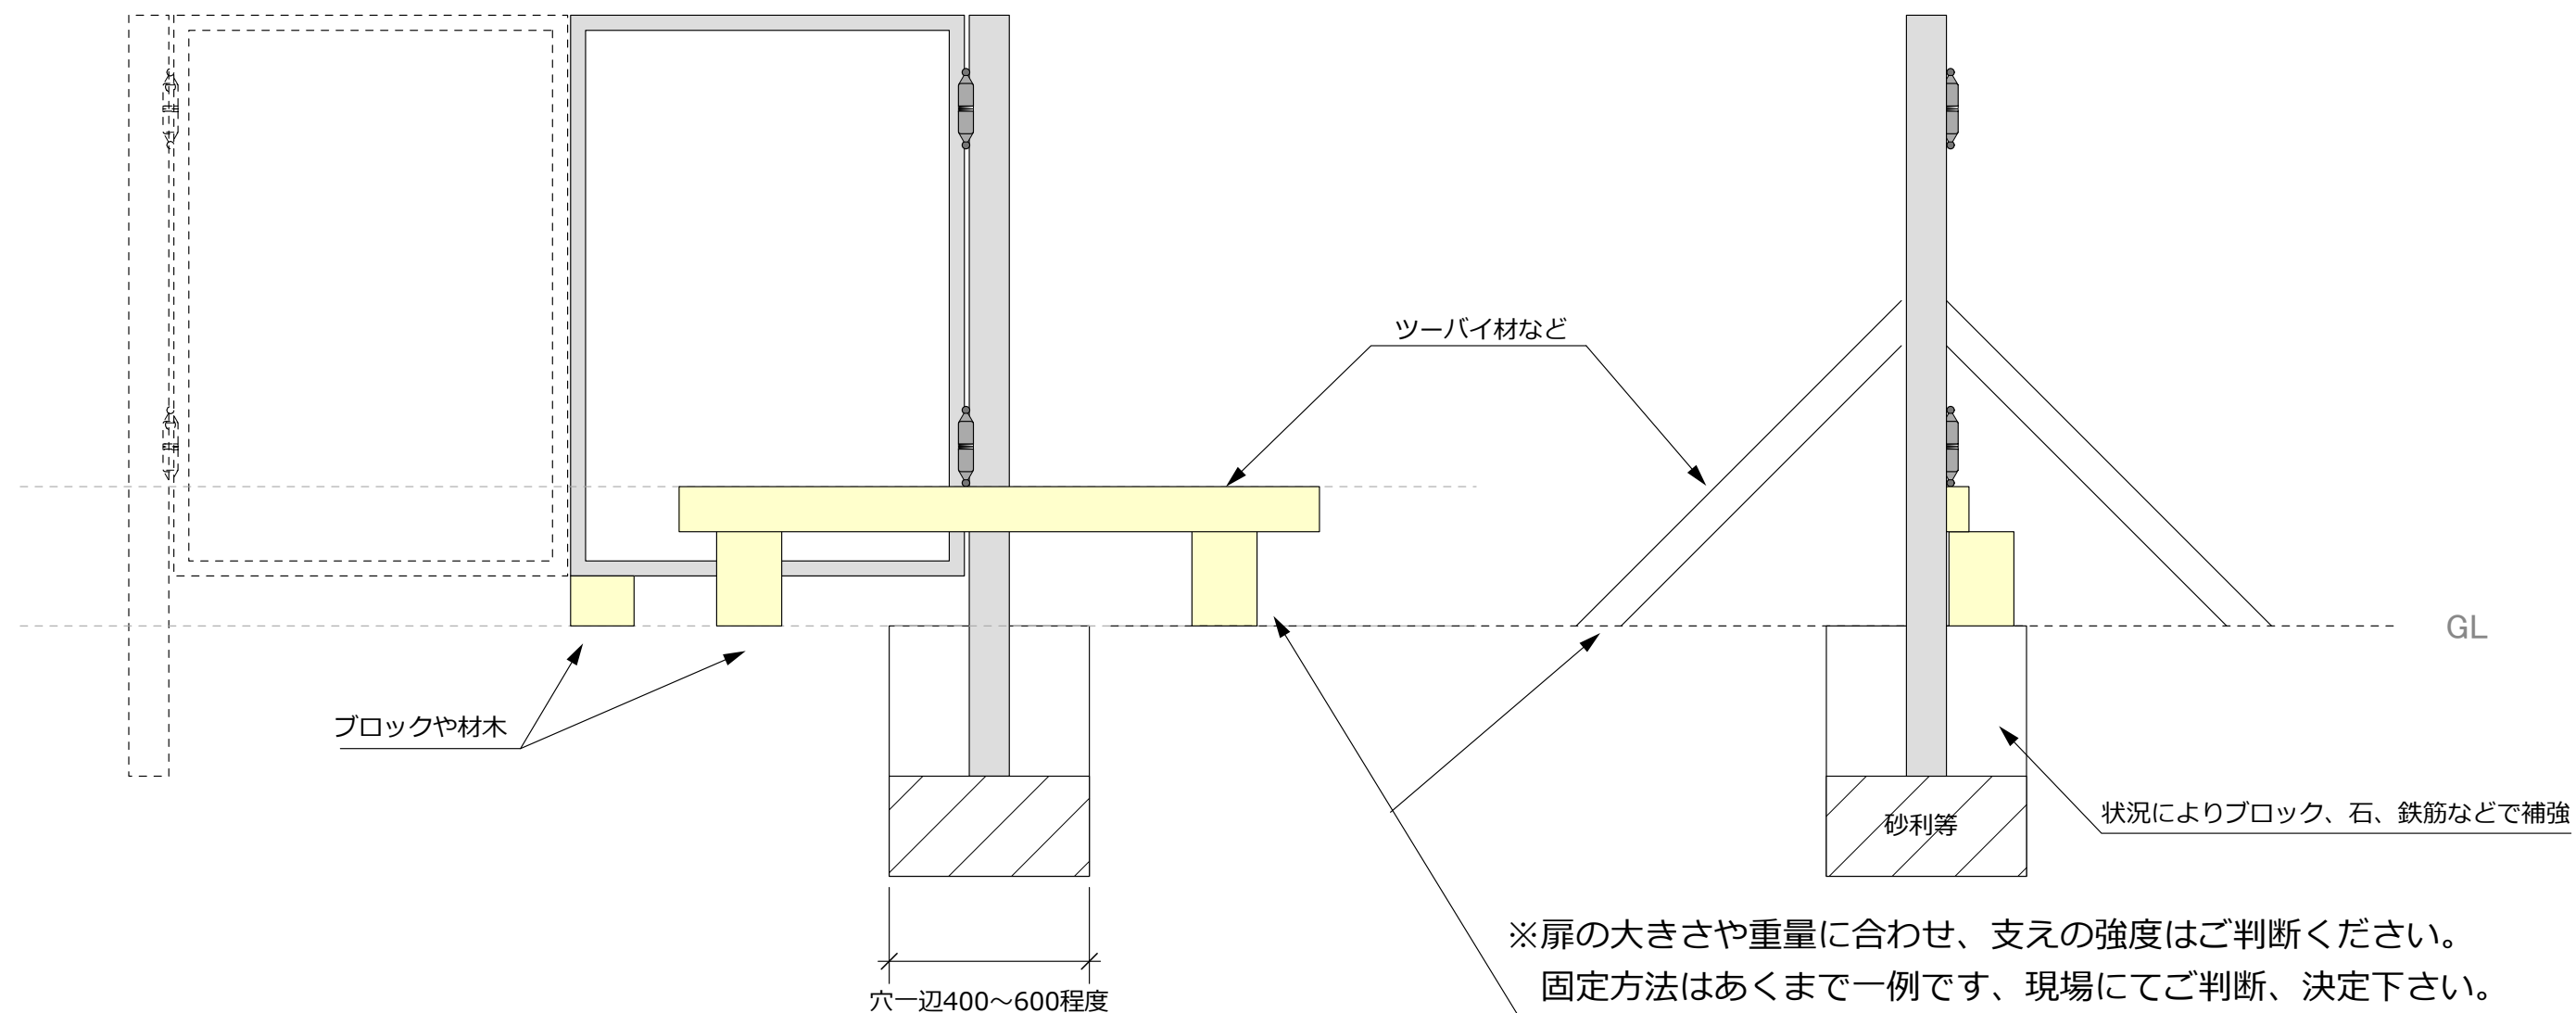 ツーバイ材など
GL
ブロックや材木
状況によりブロック、石、鉄筋などで補強
砂利等
※扉の大きさや重量に合わせ、支えの強度はご判断ください。
固定方法はあくまで一例です、現場にてご判断、決定下さい。
穴一辺400～600程度